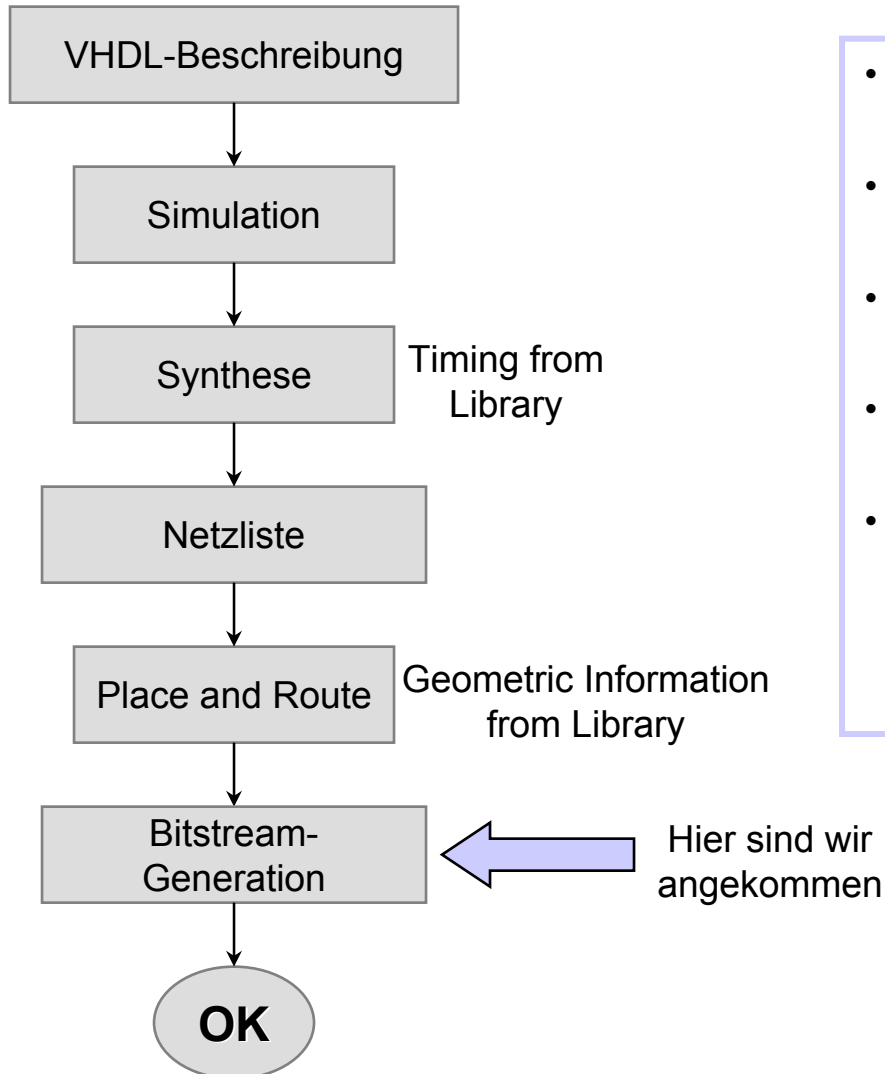 VHDL-Beschreibung
Simulation
Synthese
Timing from
Library
Netzliste
Place and Route
Geometric Information
from Library
Bitstream-
Generation
Hier sind wir
angekommen
OK